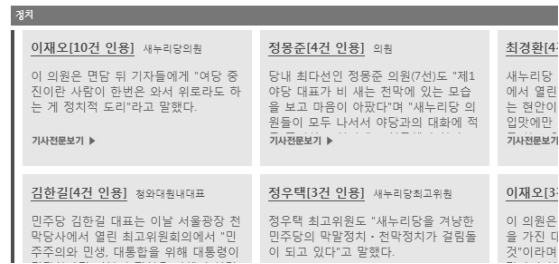 정치
이재오[10건 인용] 새누리당의원
이 의원은 면담 뒤 기자들에게 "여당 중
진이란 사람이 한번은 와서 위로라도 하
는 게 정치적 도리"라고 말했다.
기사전문보기 ▶
정몽준[4건 인용] 의원
당내 최다선인 정몽준 의원(7선)도 "제1
야당 대표가 비 새는 천막에 있는 모습
을 보고 마음이 아팠다"며 "새누리당 의
원들이 모두 나서서 야당과의 대화에 적
기사전문보기 ▶
최경환[4
새누리당
에서 열린
는 현안이
입맛에만
기사전문보기
김한길[4건 인용] 청와대원내대표
민주당 김한길 대표는 이날 서울광장 천
막당사에서 열린 최고위원회의에서 "민
주주의와 민생, 대통합을 위해 대통령이
정우택[3건 인용] 새누리당최고위원
정우택 최고위원도 "새누리당을 겨냥한
민주당의 막말정치·천막정치가 걸림돌
이 되고 있다"고 말했다.
이재오[3
이 의원은
을 가진 대
것"이라며